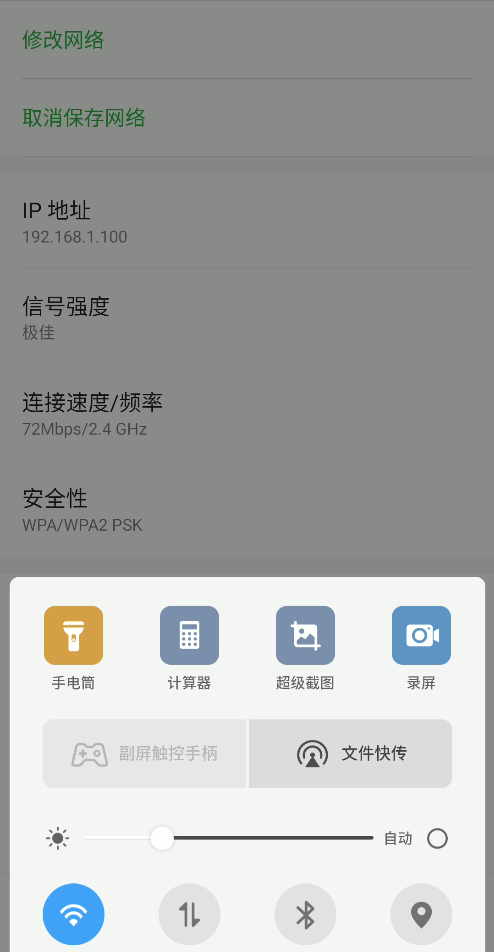 修改网络
取消保存网络
IP 地址
192.168.1.100
信号强度
极佳
连接速度/频率
72Mbps/2.4 GHz
安全性
WPA/WPA2 PSK
手电筒
计算器
超级截图
录屏
副屏触控手柄
文件快传
自动